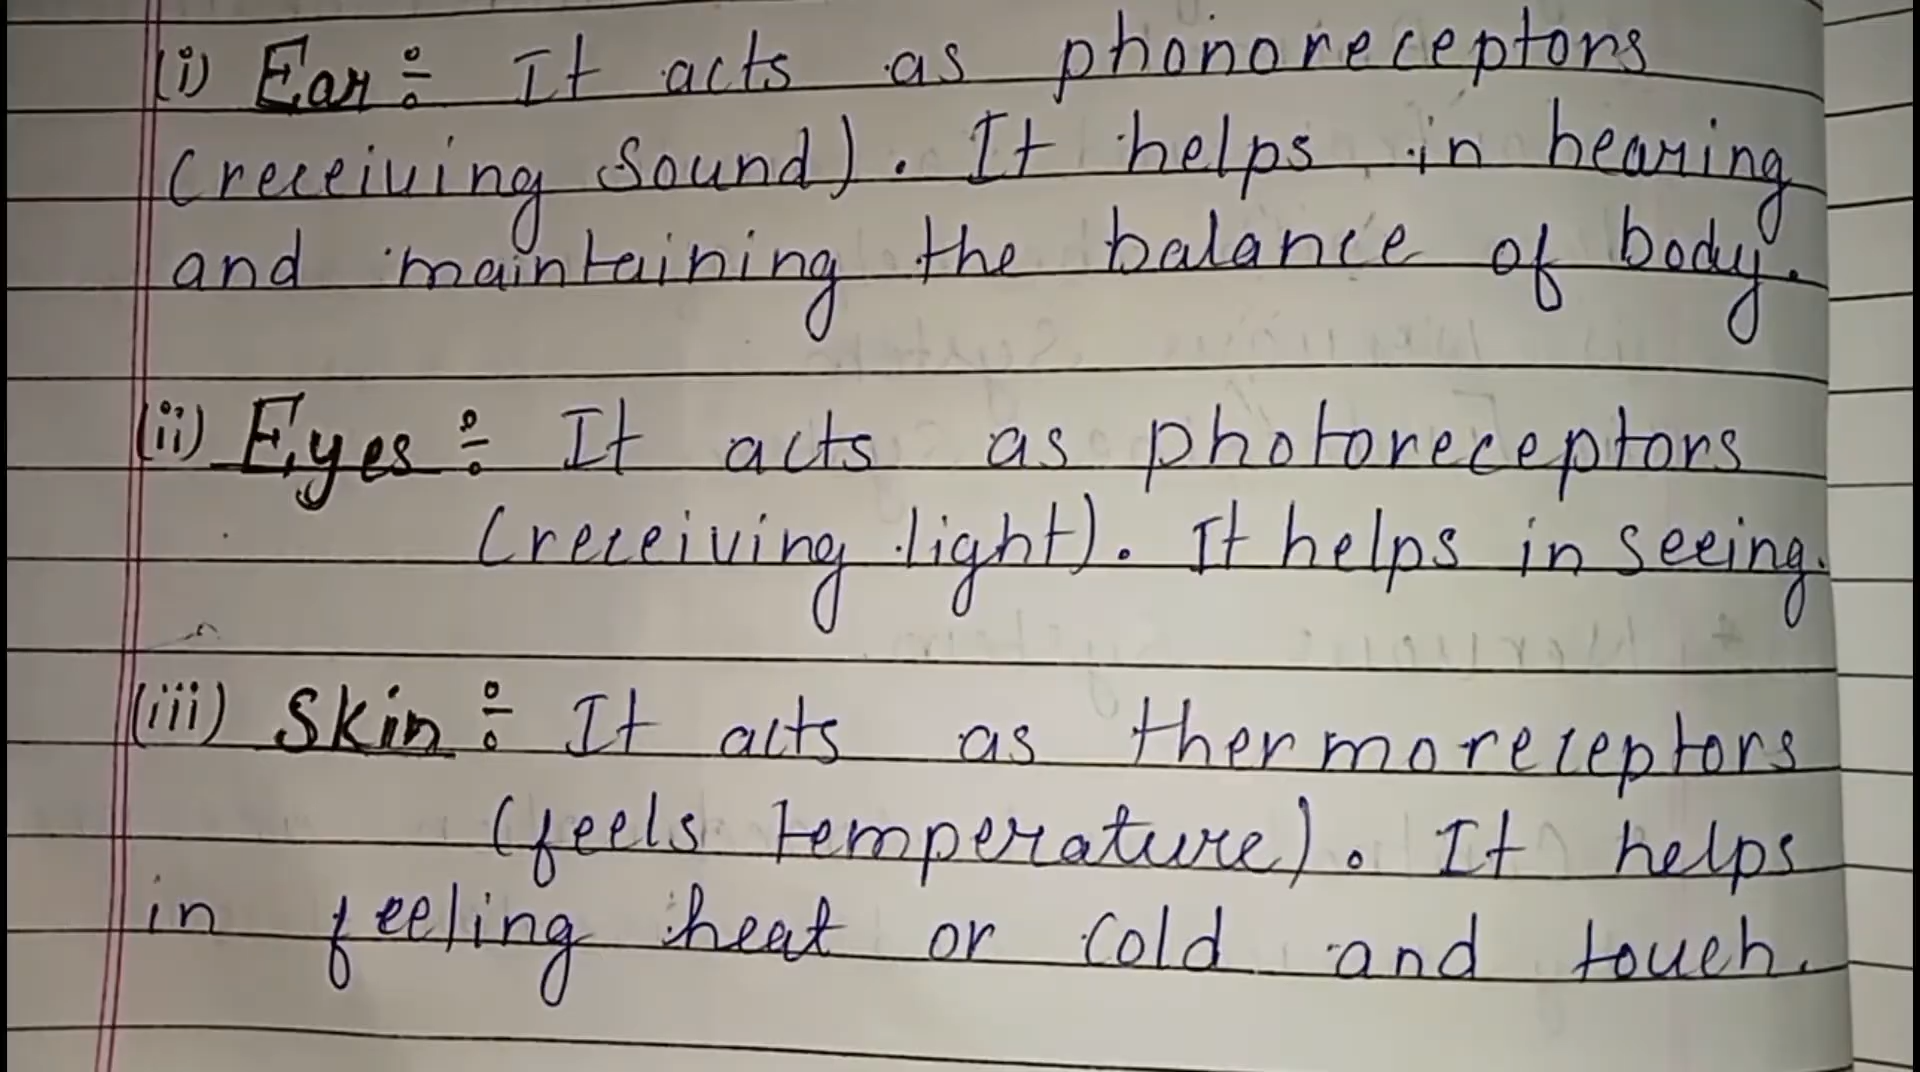 (i) Ear ÷ It acts as phonoreceptors
(receiving sound). It helps in hearing
and maintaining the balance of body.
(ii) Eyes ÷ It acts as photoreceptors
(receiving light). It helps in seeing.
(iii) Skin ÷ It acts as thermoreceptors
(feels temperature). It helps
in feeling heat or cold and touch.